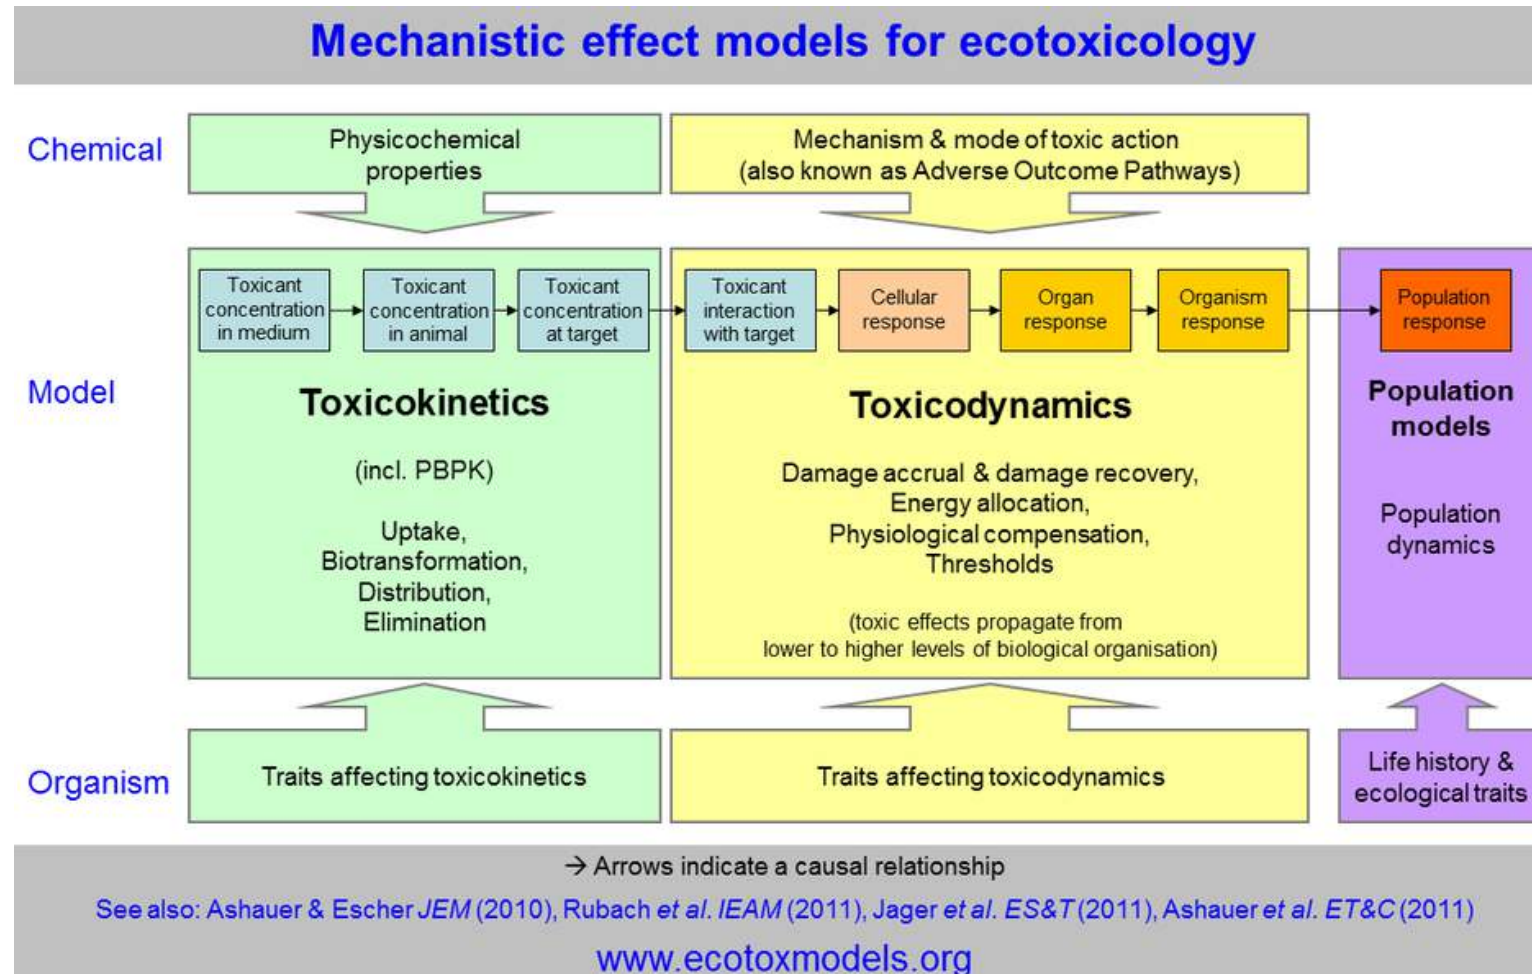 Mechanistic effect models for ecotoxicology
Chemical
Physicochemical
properties
Mechanism & mode of toxic action
(also known as Adverse Outcome Pathways)
Model
Toxicant
concentration
in medium
Toxicant
concentration
in animal
Toxicant
concentration
at target
Toxicant
interaction
with target
Cellular
response
Organ
response
Organism
response
Population
response
Toxicokinetics
(incl. PBPK)
Uptake,
Biotransformation,
Distribution,
Elimination
Toxicodynamics
Damage accrual & damage recovery,
Energy allocation,
Physiological compensation,
Thresholds
(toxic effects propagate from
lower to higher levels of biological organisation)
Population
models
Population
dynamics
Organism
Traits affecting toxicokinetics
Traits affecting toxicodynamics
Life history &
ecological traits
→ Arrows indicate a causal relationship
See also: Ashauer & Escher JEM (2010), Rubach et al. IEAM (2011), Jager et al. ES&T (2011), Ashauer et al. ET&C (2011)
www.ecotoxmodels.org